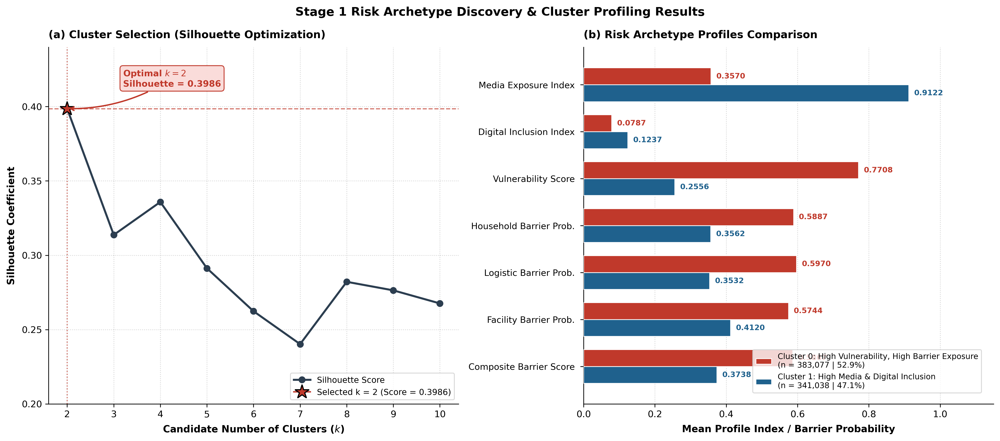 Stage 1 Risk Archetype Discovery & Cluster Profiling Results
(a) Cluster Selection (Silhouette Optimization)
Optimal k = 2
Silhouette = 0.3986
Silhouette Coefficient
0.40
0.35
0.30
0.25
0.20
2 3 4 5 6 7 8 9 10
Candidate Number of Clusters (k)
Silhouette Score
Selected k = 2 (Score = 0.3986)
(b) Risk Archetype Profiles Comparison
Media Exposure Index
0.3570
0.9122
Digital Inclusion Index
0.0787
0.1237
Vulnerability Score
0.7708
0.2556
Household Barrier Prob.
0.5887
0.3562
Logistic Barrier Prob.
0.5970
0.3532
Facility Barrier Prob.
0.5744
0.4120
Composite Barrier Score
0.3738
Cluster 0: High Vulnerability, High Barrier Exposure
(n = 383,077 | 52.9%)
Cluster 1: High Media & Digital Inclusion
(n = 341,038 | 47.1%)
0.0 0.2 0.4 0.6 0.8 1.0
Mean Profile Index / Barrier Probability